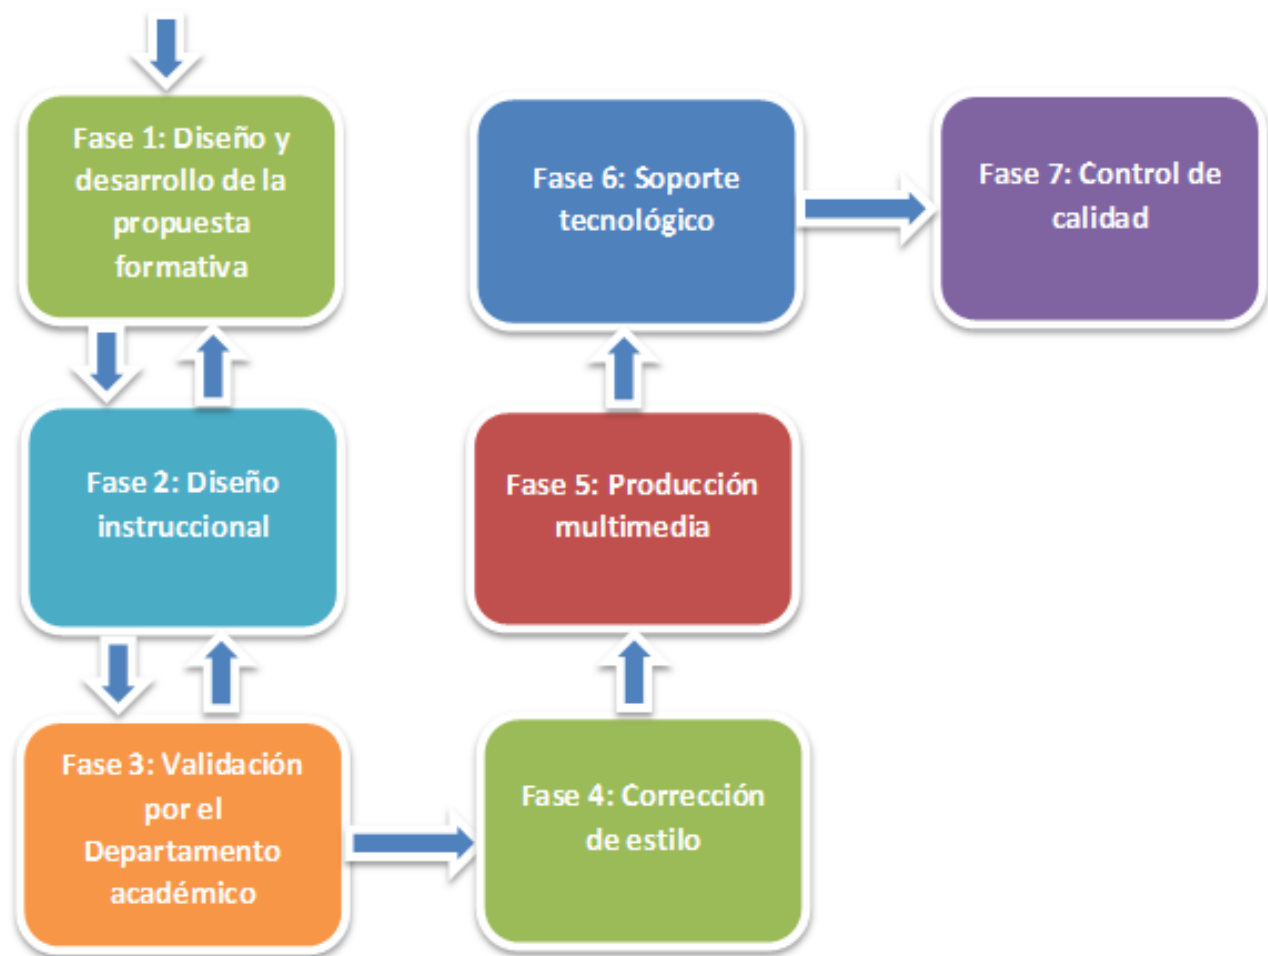 Fase 1: Diseño y
desarrollo de la
propuesta
formativa
Fase 2: Diseño
instruccional
Fase 3: Validación
por el
Departamento
académico
Fase 4: Corrección
de estilo
Fase 5: Producción
multimedia
Fase 6: Soporte
tecnológico
Fase 7: Control de
calidad